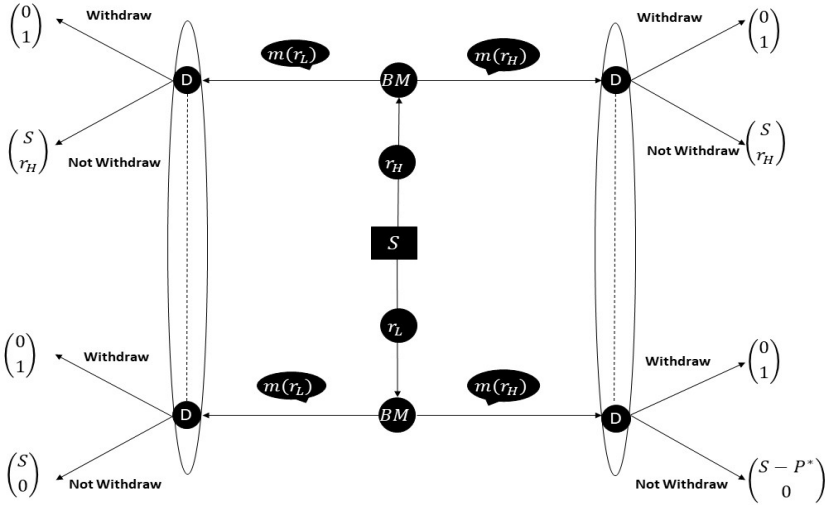 (0 1) Withdraw
m(r_L) BM m(r_H)
Withdraw (0 1)
D D
(S r_H) Not Withdraw
r_H
Not Withdraw (S r_H)
S
r_L
(0 1) Withdraw
m(r_L) BM m(r_H)
Withdraw (0 1)
D D
(S 0) Not Withdraw
Not Withdraw (S − P* 0)